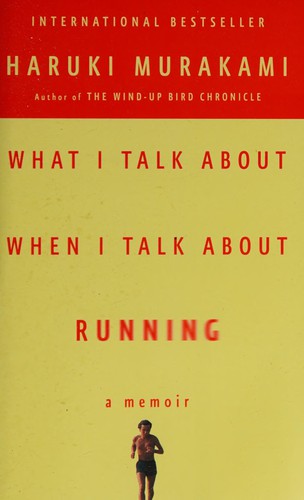 INTERNATIONAL BESTSELLER
HARUKI MURAKAMI
Author of THE WIND-UP BIRD CHRONICLE
WHAT I TALK ABOUT
WHEN I TALK ABOUT
RUNNING
a memoir